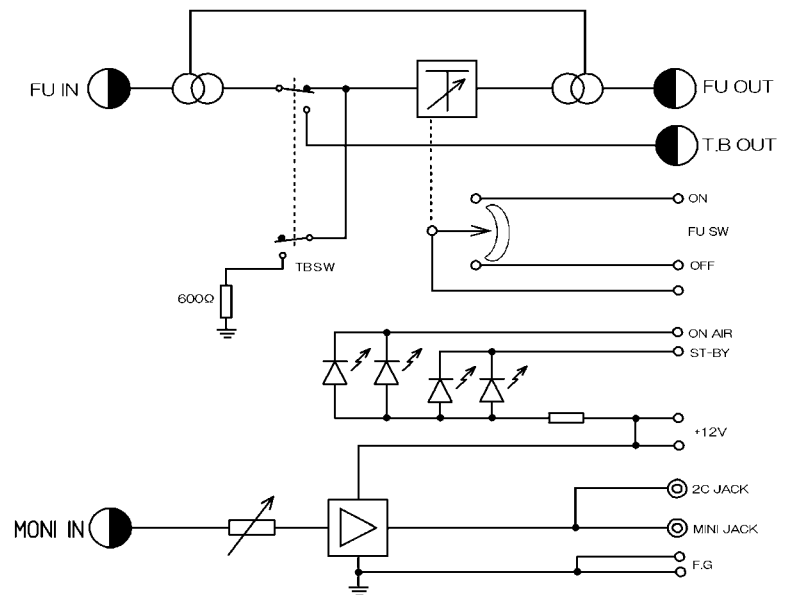 FU IN
FU OUT
T.B OUT
ON
FU SW
OFF
TBSW
600Ω
ON AIR
ST-BY
+12V
2C JACK
MONI IN
MINI JACK
F.G